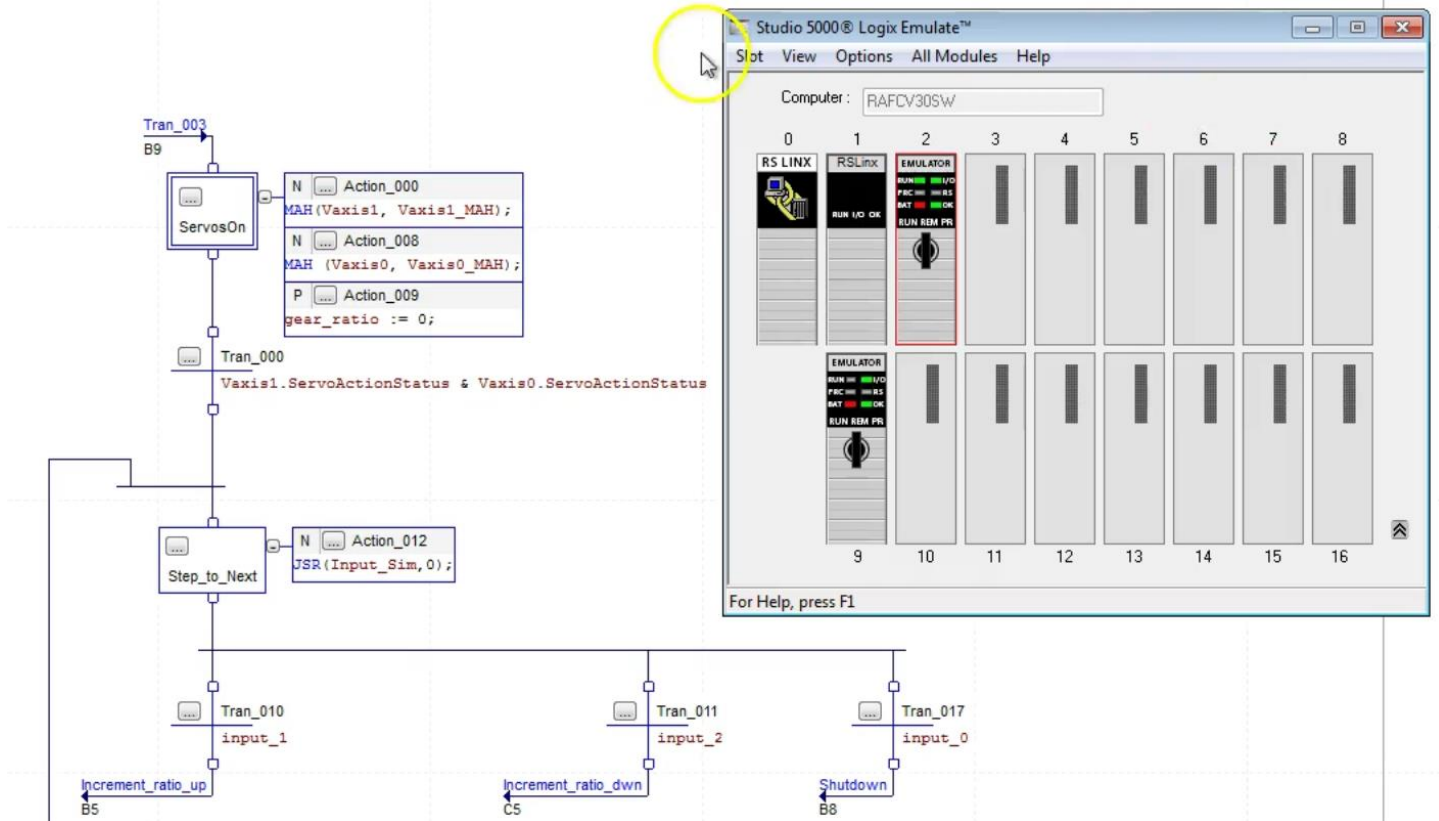 Tran_003
B9
ServosOn
N ... Action_000
MAH(Vaxis1, Vaxis1_MAH);
N ... Action_008
MAH (Vaxis0, Vaxis0_MAH);
P ... Action_009
gear_ratio := 0;
Tran_000
Vaxis1.ServoActionStatus & Vaxis0.ServoActionStatus
Step_to_Next
N ... Action_012
JSR(Input_Sim,0);
Tran_010
input_1
Increment_ratio_up
B5
Tran_011
input_2
Increment_ratio_dwn
C5
Tran_017
input_0
Shutdown
B8
Studio 5000® Logix Emulate™
Slot View Options All Modules Help
Computer : RAFCV30SW
0 1 2 3 4 5 6 7 8
RS LINX
RSLinx
RUN I/O OK
EMULATOR
RUN I/O
FRC RS
BAT OK
RUN REM PR
EMULATOR
RUN I/O
FRC RS
BAT OK
RUN REM PR
9 10 11 12 13 14 15 16
For Help, press F1